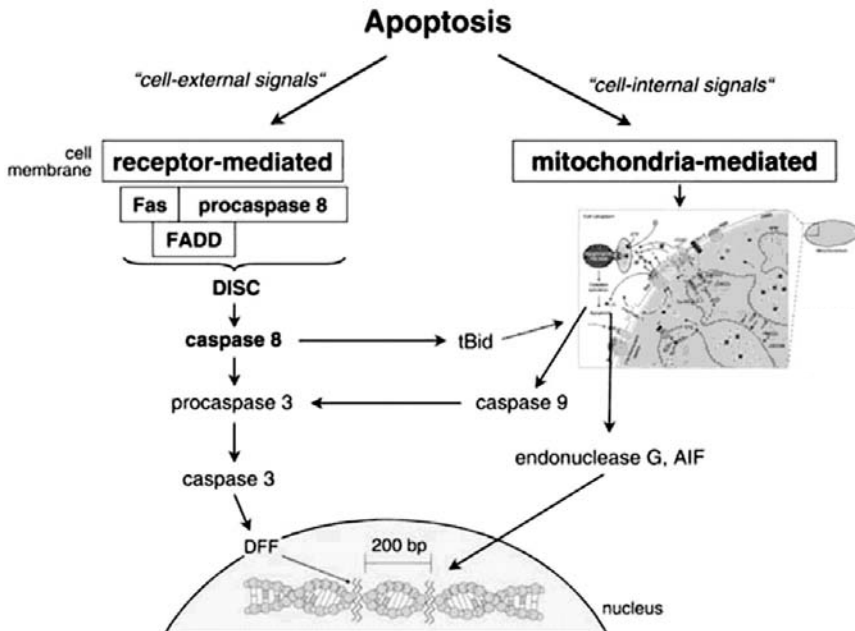 Apoptosis
“cell-external signals“
“cell-internal signals“
cell
membrane
receptor-mediated
mitochondria-mediated
Fas
procaspase 8
FADD
DISC
caspase 8
tBid
procaspase 3
caspase 9
caspase 3
endonuclease G, AIF
DFF
200 bp
nucleus